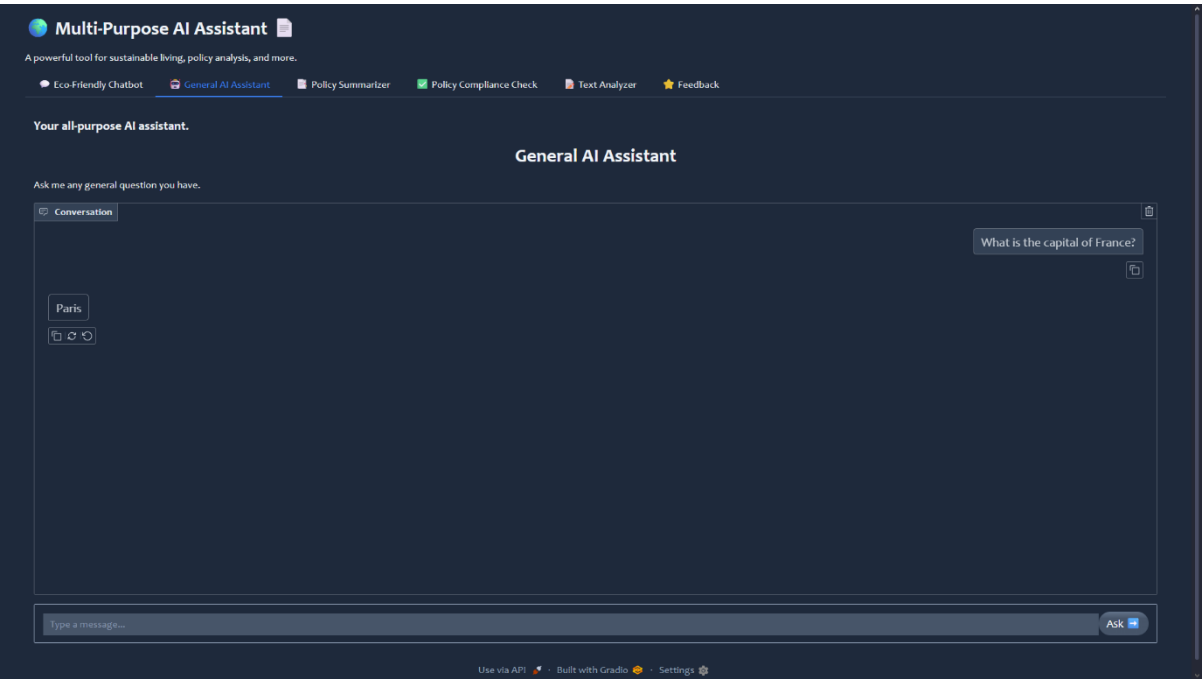 🌍 Multi-Purpose AI Assistant 📄
A powerful tool for sustainable living, policy analysis, and more.
💬 Eco-Friendly Chatbot 🤖 General AI Assistant 📑 Policy Summarizer ✅ Policy Compliance Check 📝 Text Analyzer ⭐ Feedback
Your all-purpose AI assistant.
General AI Assistant
Ask me any general question you have.
Conversation
What is the capital of France?
Paris
Type a message...
Ask ➡️
Use via API 🚀 · Built with Gradio · Settings ⚙️